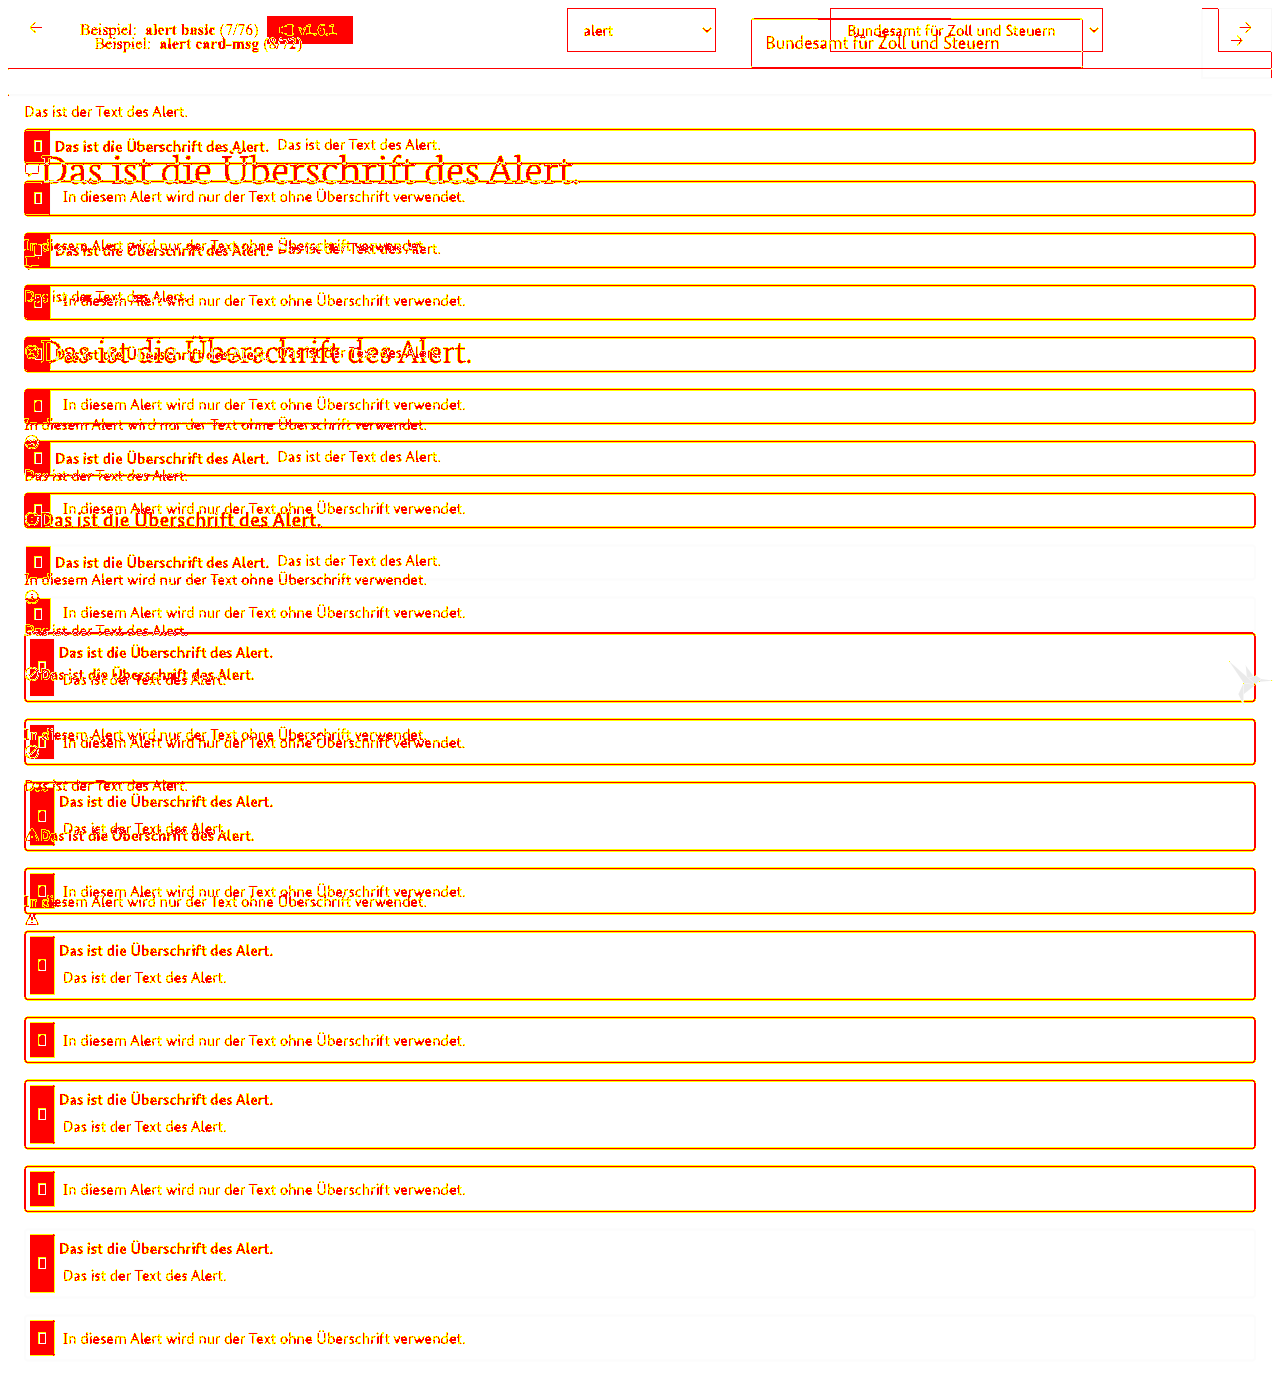 Beispiel: alert basic (7/76) v1.6.1
alert
Bundesamt für Zoll und Steuern
Beispiel: alert card-msg (8/72)
Bundesamt für Zoll und Steuern
Das ist der Text des Alert.
Das ist die Überschrift des Alert. Das ist der Text des Alert.
Das ist die Überschrift des Alert.
In diesem Alert wird nur der Text ohne Überschrift verwendet.
In diesem Alert wird nur der Text ohne Überschrift verwendet.
Das ist die Überschrift des Alert. Das ist der Text des Alert.
Das ist der Text des Alert.
In diesem Alert wird nur der Text ohne Überschrift verwendet.
Das ist die Überschrift des Alert. Das ist der Text des Alert.
Das ist die Überschrift des Alert.
In diesem Alert wird nur der Text ohne Überschrift verwendet.
In diesem Alert wird nur der Text ohne Überschrift verwendet.
Das ist die Überschrift des Alert. Das ist der Text des Alert.
Das ist der Text des Alert.
In diesem Alert wird nur der Text ohne Überschrift verwendet.
Das ist die Überschrift des Alert.
Das ist die Überschrift des Alert. Das ist der Text des Alert.
In diesem Alert wird nur der Text ohne Überschrift verwendet.
In diesem Alert wird nur der Text ohne Überschrift verwendet.
Das ist der Text des Alert.
Das ist die Überschrift des Alert.
Das ist die Überschrift des Alert.
Das ist der Text des Alert.
In diesem Alert wird nur der Text ohne Überschrift verwendet.
In diesem Alert wird nur der Text ohne Überschrift verwendet.
Das ist der Text des Alert.
Das ist die Überschrift des Alert.
Das ist der Text des Alert.
Das ist die Überschrift des Alert.
In diesem Alert wird nur der Text ohne Überschrift verwendet.
In diesem Alert wird nur der Text ohne Überschrift verwendet.
Das ist die Überschrift des Alert.
Das ist der Text des Alert.
In diesem Alert wird nur der Text ohne Überschrift verwendet.
Das ist die Überschrift des Alert.
Das ist der Text des Alert.
In diesem Alert wird nur der Text ohne Überschrift verwendet.
Das ist die Überschrift des Alert.
Das ist der Text des Alert.
In diesem Alert wird nur der Text ohne Überschrift verwendet.